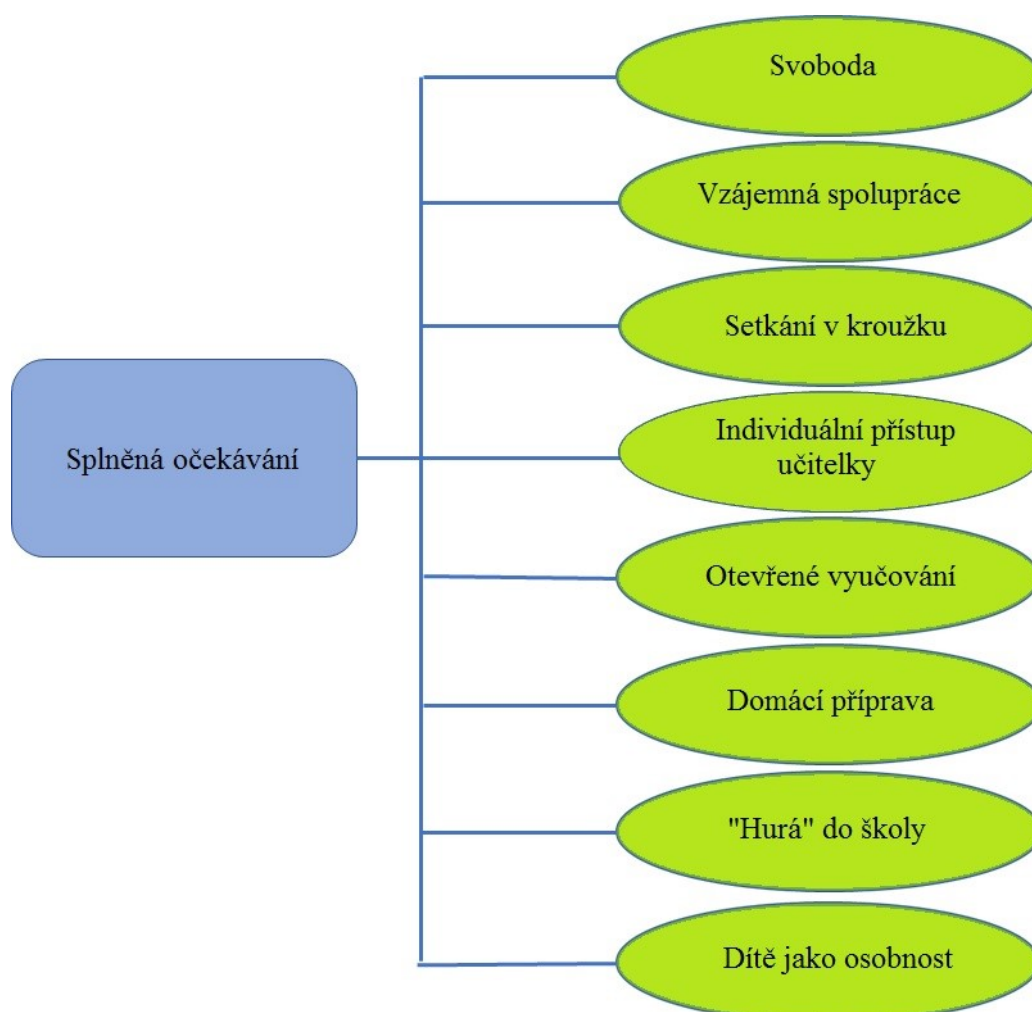 Splněná očekávání
Svoboda
Vzájemná spolupráce
Setkání v kroužku
Individuální přístup
učitelky
Otevřené vyučování
Domácí příprava
"Hurá" do školy
Dítě jako osobnost